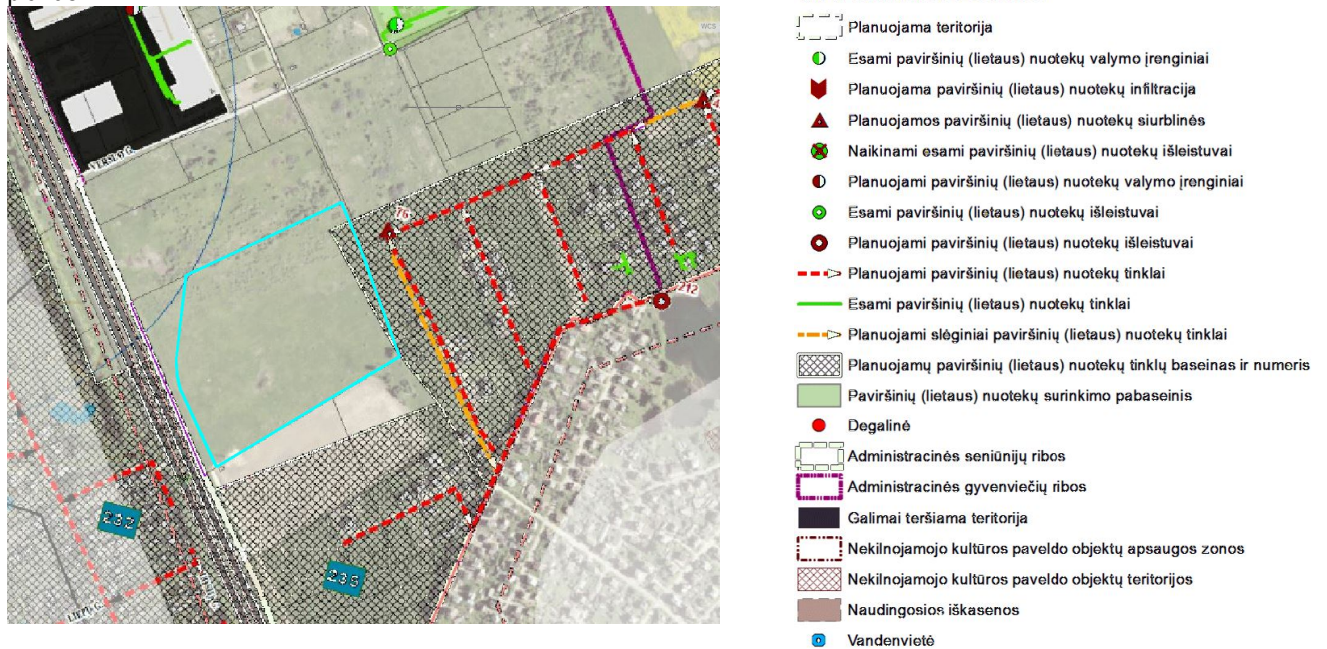 WCS
76
212
232
235
LIEPŲ G.
Planuojama teritorija
Esami paviršinių (lietaus) nuotekų valymo įrenginiai
Planuojama paviršinių (lietaus) nuotekų infiltracija
Planuojamos paviršinių (lietaus) nuotekų siurblinės
Naikinami esami paviršinių (lietaus) nuotekų išleistuvai
Planuojami paviršinių (lietaus) nuotekų valymo įrenginiai
Esami paviršinių (lietaus) nuotekų išleistuvai
Planuojami paviršinių (lietaus) nuotekų išleistuvai
Planuojami paviršinių (lietaus) nuotekų tinklai
Esami paviršinių (lietaus) nuotekų tinklai
Planuojami slėginiai paviršinių (lietaus) nuotekų tinklai
Planuojamų paviršinių (lietaus) nuotekų tinklų baseinas ir numeris
Paviršinių (lietaus) nuotekų surinkimo pabaseinis
Degalinė
Administracinės seniūnijų ribos
Administracinės gyvenviečių ribos
Galimai teršiama teritorija
Nekilnojamojo kultūros paveldo objektų apsaugos zonos
Nekilnojamojo kultūros paveldo objektų teritorijos
Naudingosios iškasenos
Vandenvietė